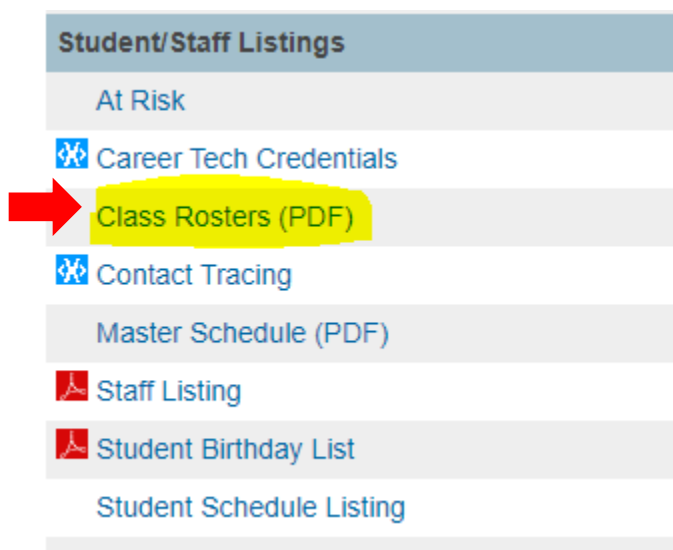 Student/Staff Listings
At Risk
Career Tech Credentials
Class Rosters (PDF)
Contact Tracing
Master Schedule (PDF)
Staff Listing
Student Birthday List
Student Schedule Listing